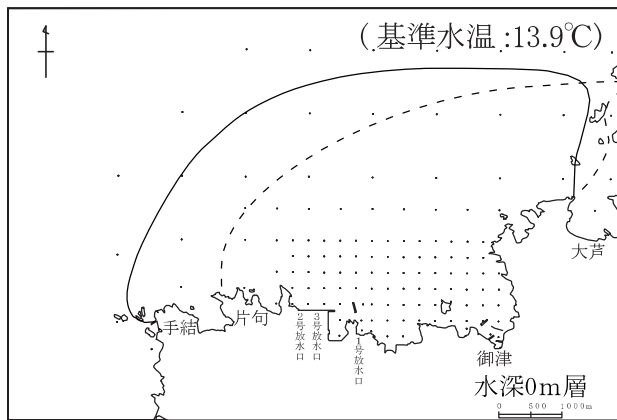 (基準水温:13.9℃)
大芦
手結
片句
2号放水口
3号放水口
1号放水口
御津
水深0m層
0 500 1000m